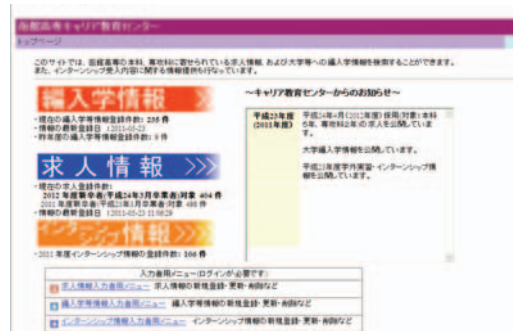 函館高専キャリア教育センター
トップページ
このサイトでは、函館高専の本科、専攻科に寄せられている求人情報、および大学等への編入学情報を検索することができます。
また、インターンシップ受入内容に関する情報提供も行なっています。
編入学情報 >>>
・現在の編入学等情報登録件数: 235 件
・情報の最新登録日 :2011-05-23
・昨年度の編入学等情報登録件数: 9 件
求人情報 >>>
・現在の求人登録件数:
2012 年度新卒者(平成24年3月卒業者)対象 404 件
・情報の最新登録日 :2011-05-23 11:06:29
インターンシップ情報 >>>
・2011 年度インターンシップ情報の登録件数: 106 件
～キャリア教育センターからのお知らせ～
平成23年度
(2011年度)
平成24年4月(2012年度)採用(対象:本科
5年、専攻科2年)の求人を公開していま
す。
大学編入学情報を公開しています。
平成23年度学外実習・インターンシップ情
報を公開しています。
入力者用メニュー(ログインが必要です)
求人情報入力者用メニュー 求人情報の新規登録・更新・削除など
編入学等情報入力者用メニュー 編入学等情報の新規登録・更新・削除など
インターンシップ情報入力者用メニュー インターンシップ情報の新規登録・更新・削除など